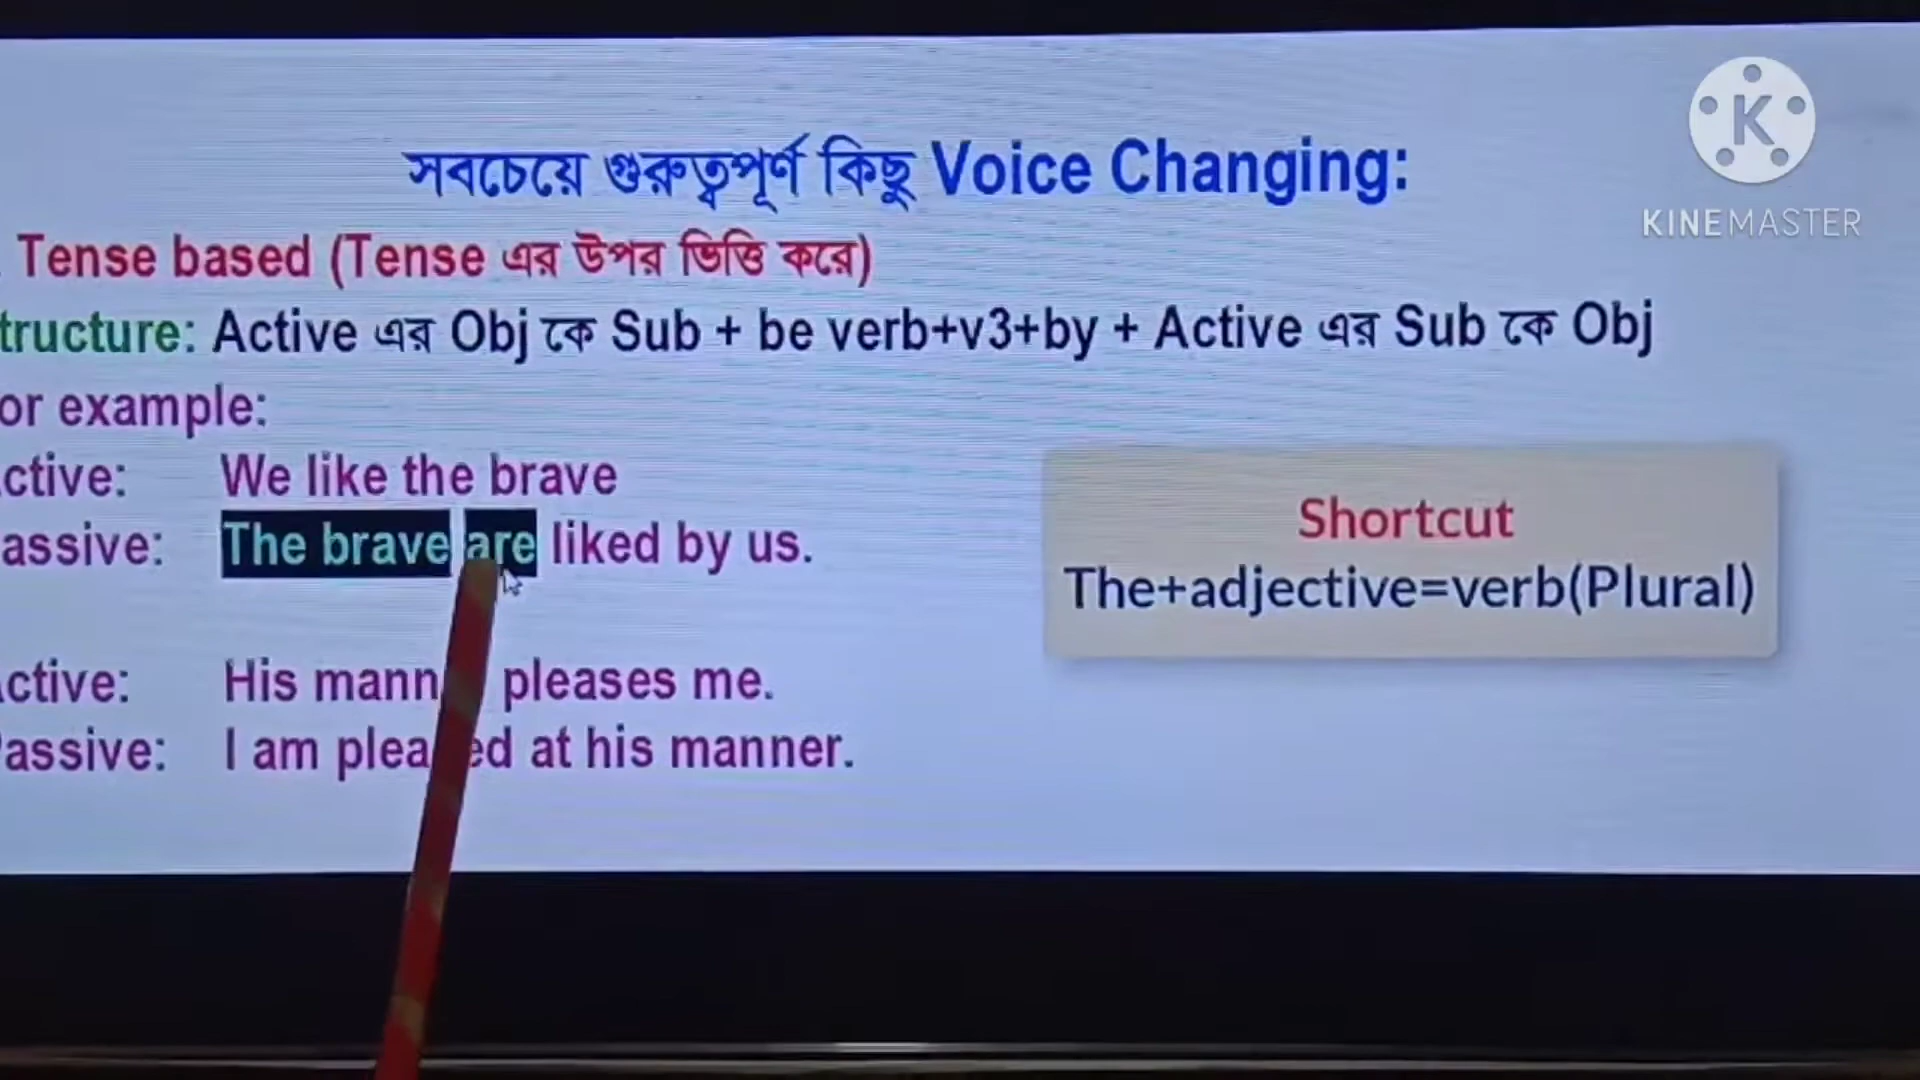 সবচেয়ে গুরুত্বপূর্ণ কিছু Voice Changing:
K
KINEMASTER
Tense based (Tense এর উপর ভিত্তি করে)
tructure: Active এর Obj কে Sub + be verb+v3+by + Active এর Sub কে Obj
or example:
ctive: We like the brave
assive: The brave are liked by us.
Shortcut
The+adjective=verb(Plural)
ctive: His mann pleases me.
assive: I am plea ed at his manner.